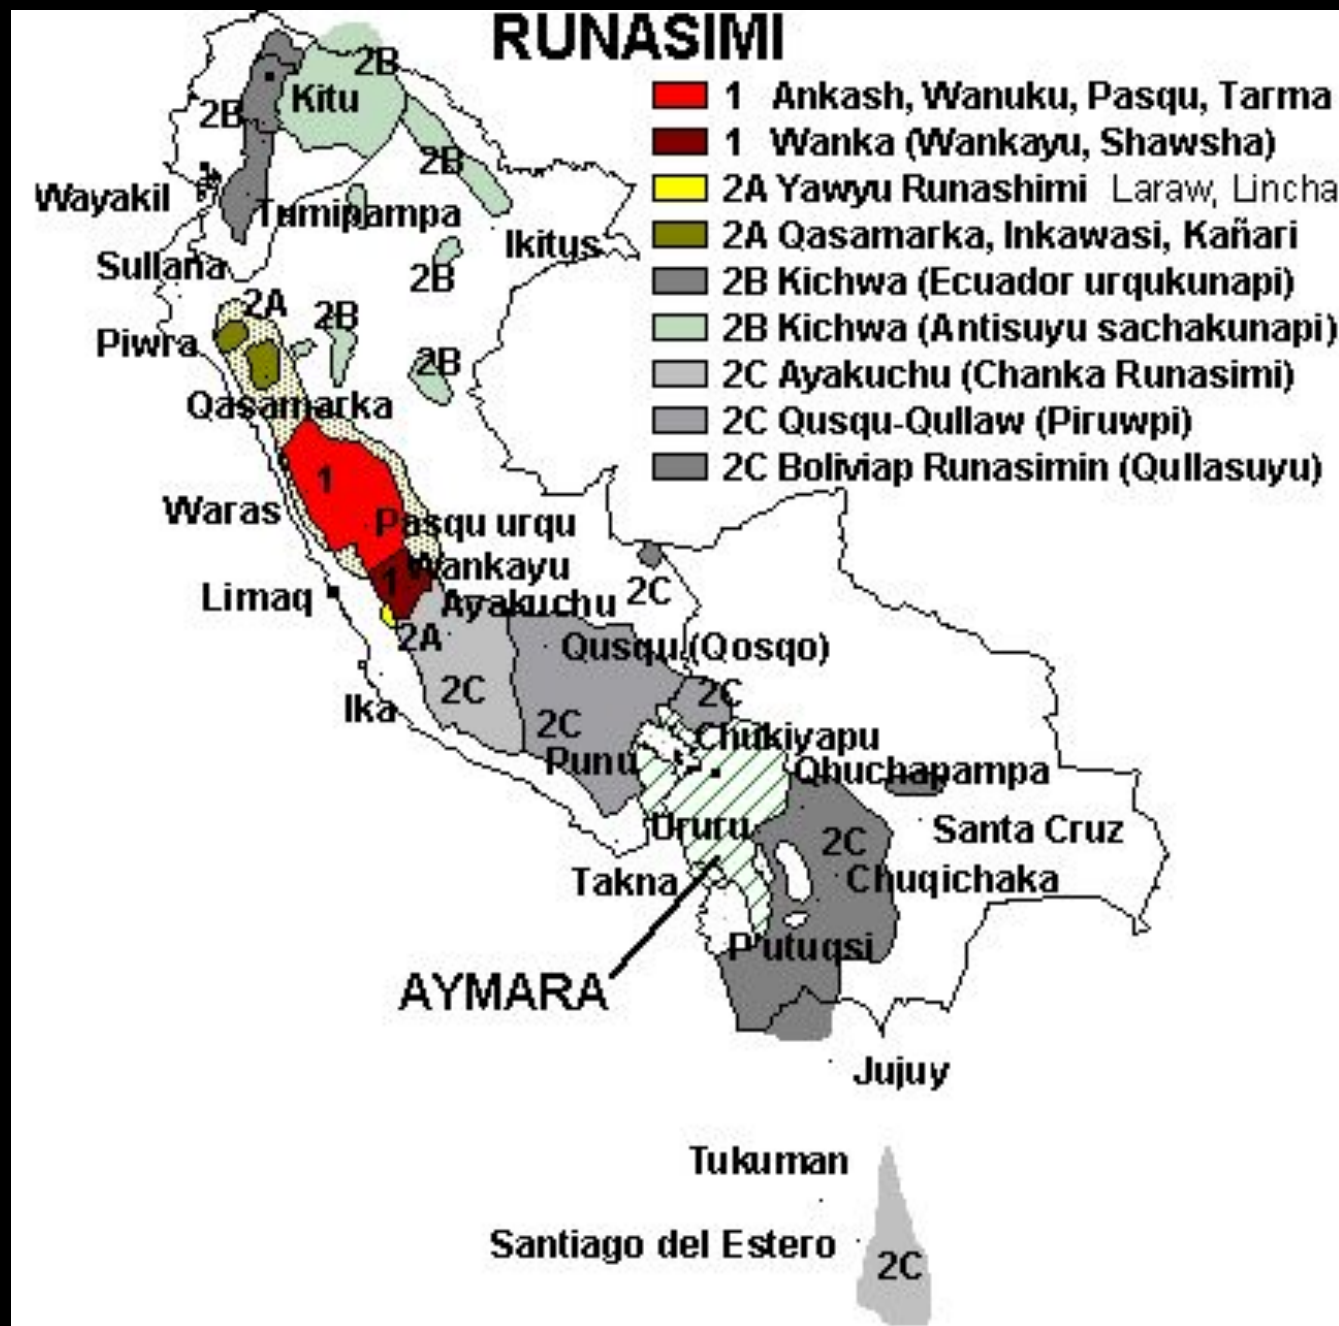 RUNASIMI
1 Ankash, Wanuku, Pasqu, Tarma
1 Wanka (Wankayu, Shawsha)
2A Yawyu Runashimi Laraw, Lincha
2A Qasamarka, Inkawasi, Kañari
2B Kichwa (Ecuador urqukunapi)
2B Kichwa (Antisuyu sachakunapi)
2C Ayakuchu (Chanka Runasimi)
2C Qusqu-Qullaw (Piruwpi)
2C Boliviap Runasimin (Qullasuyu)
2B
Kitu
2B
2B
Wayakil
Tumipampa
Ikitus
Sullana
2B
2A
2B
Piwra
2B
Qasamarka
1
Waras
Pasqu urqu
Wankayu
1
2C
Limaq
Ayakuchu
2A
Qusqu (Qosqo)
2C
2C
Ika
2C
Chukiyapu
Punu
Qhuchapampa
Ururu
2C
Santa Cruz
Takna
Chuqichaka
P'utuqsi
AYMARA
Jujuy
Tukuman
Santiago del Estero
2C